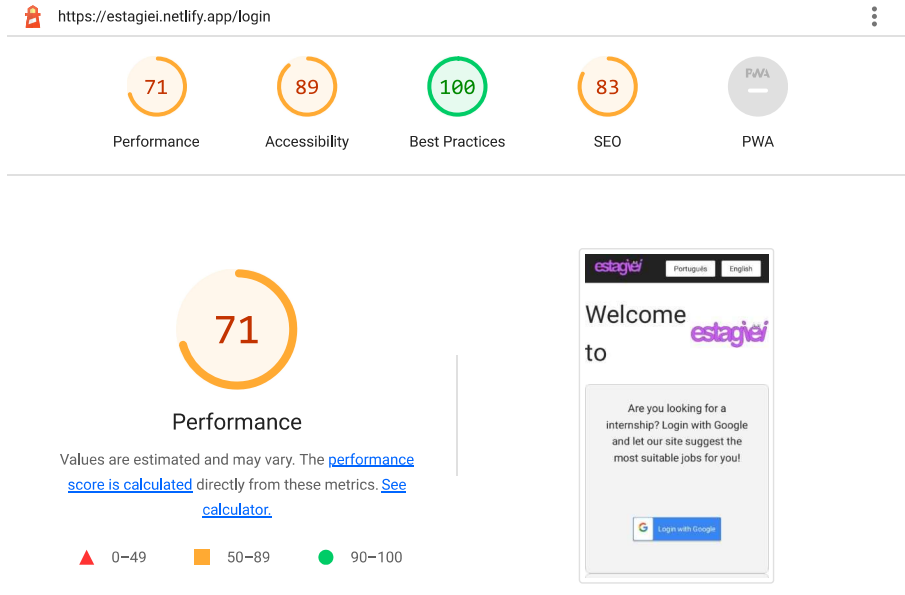 https://estagiei.netlify.app/login
71
89
100
83
PWA
Performance
Accessibility
Best Practices
SEO
PWA
71
Performance
Values are estimated and may vary. The performance
score is calculated directly from these metrics. See
calculator.
0–49
50–89
90–100
estagiei
Português
English
Welcome
to
estagiei
Are you looking for a
internship? Login with Google
and let our site suggest the
most suitable jobs for you!
G
Login with Google